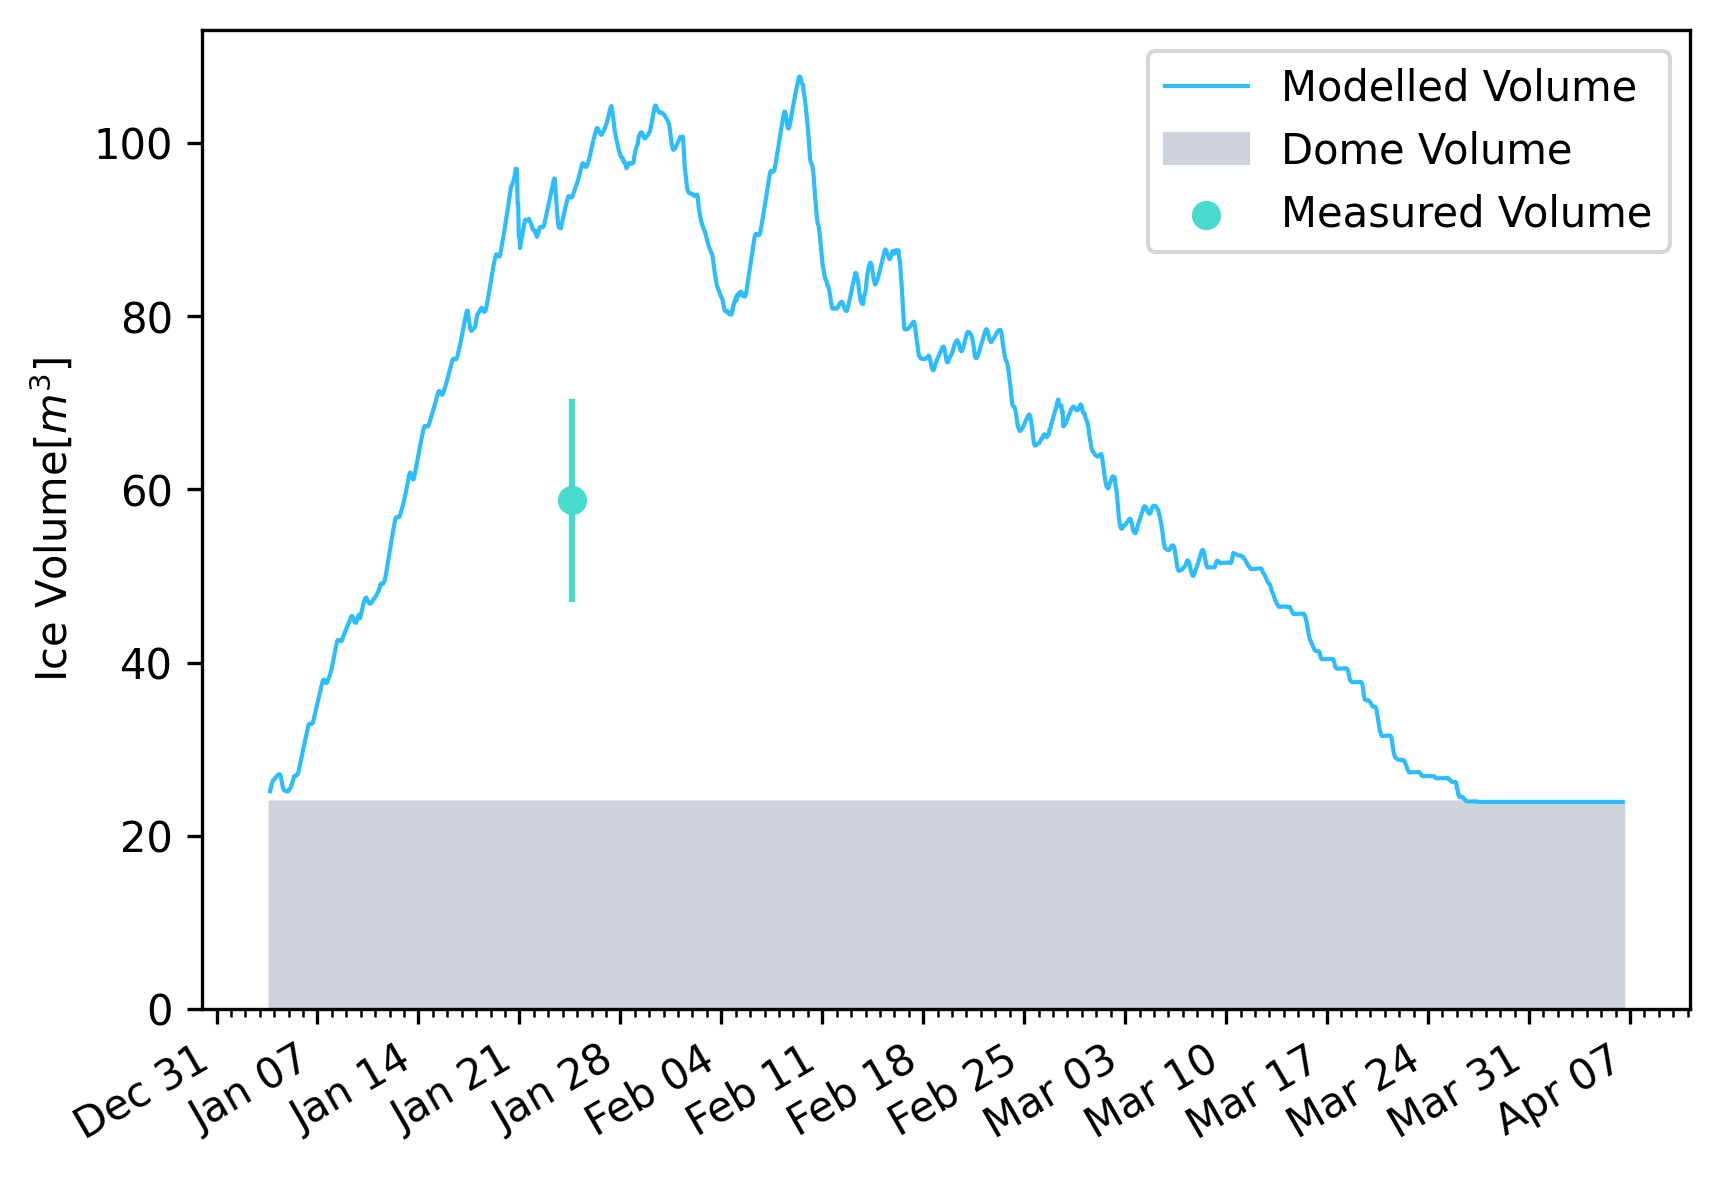 Modelled Volume
Dome Volume
Measured Volume
Ice Volume[m³]
100
80
60
40
20
0
Dec 31
Jan 07
Jan 14
Jan 21
Jan 28
Feb 04
Feb 11
Feb 18
Feb 25
Mar 03
Mar 10
Mar 17
Mar 24
Mar 31
Apr 07